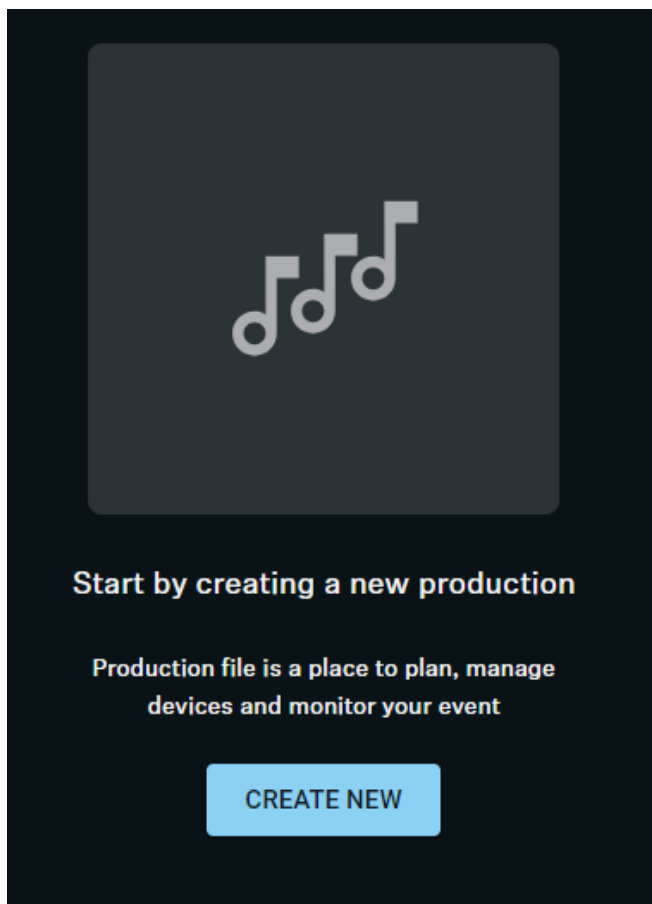 Start by creating a new production
Production file is a place to plan, manage
devices and monitor your event
CREATE NEW